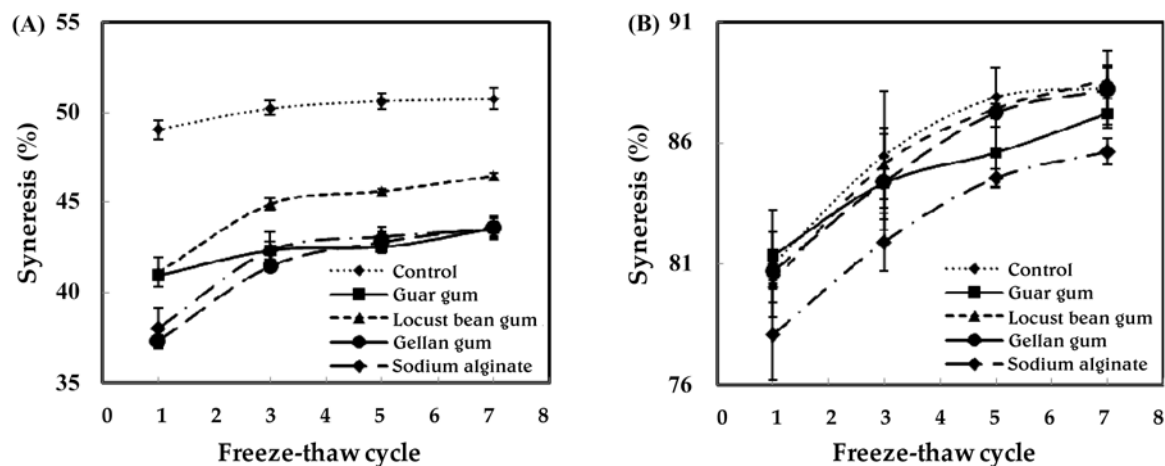 (A)
Syneresis (%)
55
50
45
40
35
0 1 2 3 4 5 6 7 8
Control
Guar gum
Locust bean gum
Gellan gum
Sodium alginate
Freeze-thaw cycle
(B)
Syneresis (%)
91
86
81
76
0 1 2 3 4 5 6 7 8
Control
Guar gum
Locust bean gum
Gellan gum
Sodium alginate
Freeze-thaw cycle